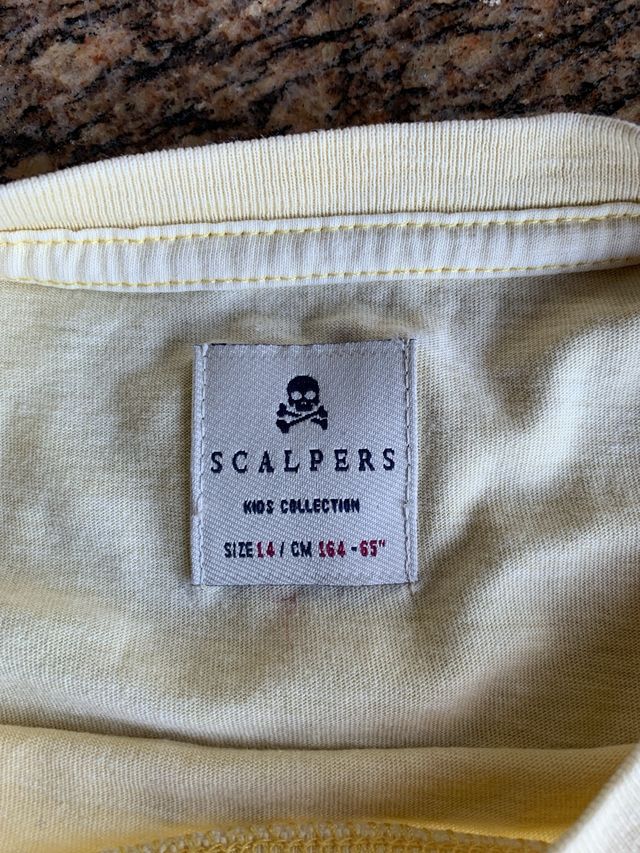 SCALPERS
KIDS COLLECTION
SIZE 14 / CM 164 - 65"